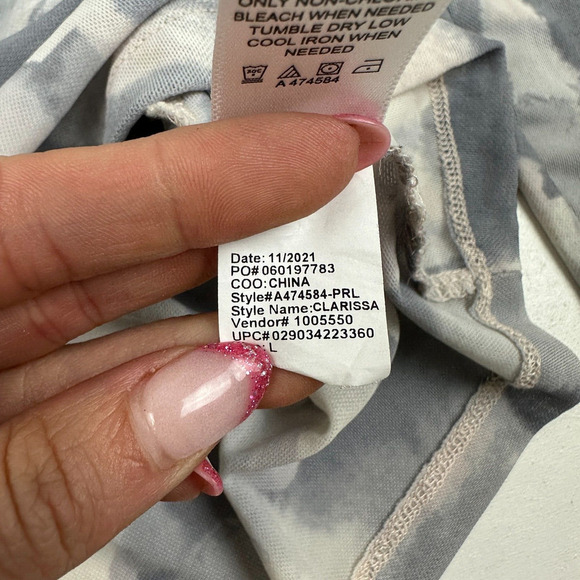 ONLY NON-CHLORINE
BLEACH WHEN NEEDED
TUMBLE DRY LOW
COOL IRON WHEN
NEEDED
A 474584
Date: 11/2021
PO# 060197783
COO: CHINA
Style#A474584-PRL
Style Name:CLARISSA
Vendor# 1005550
UPC#029034223360
L